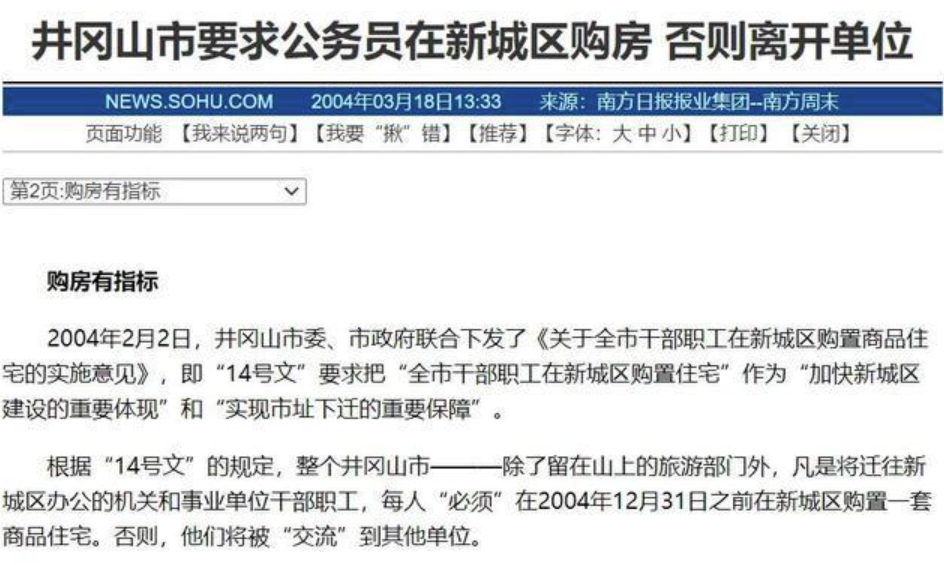 井冈山市要求公务员在新城区购房 否则离开单位
NEWS.SOHU.COM 2004年03月18日13:33 来源：南方日报报业集团--南方周末
页面功能 【我来说两句】【我要“揪”错】【推荐】【字体：大 中 小】【打印】 【关闭】
第2页:购房有指标
购房有指标
2004年2月2日，井冈山市委、市政府联合下发了《关于全市干部职工在新城区购置商品住
宅的实施意见》，即“14号文”要求把“全市干部职工在新城区购置住宅”作为“加快新城区
建设的重要体现”和“实现市址下迁的重要保障”。
根据“14号文”的规定，整个井冈山市————除了留在山上的旅游部门外，凡是将迁往新
城区办公的机关和事业单位干部职工，每人“必须”在2004年12月31日之前在新城区购置一套
商品住宅。否则，他们将被“交流”到其他单位。